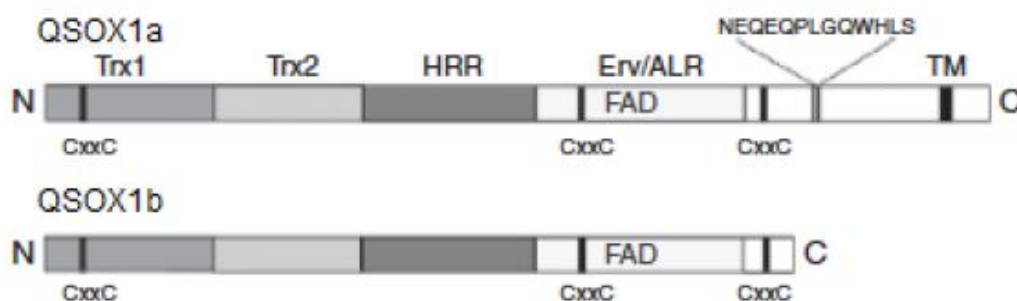 QSOX1a
NEQEQPLGQWHLS
Trx1 Trx2 HRR Erv/ALR TM
N FAD C
CxxC CxxC CxxC
QSOX1b
N FAD C
CxxC CxxC CxxC